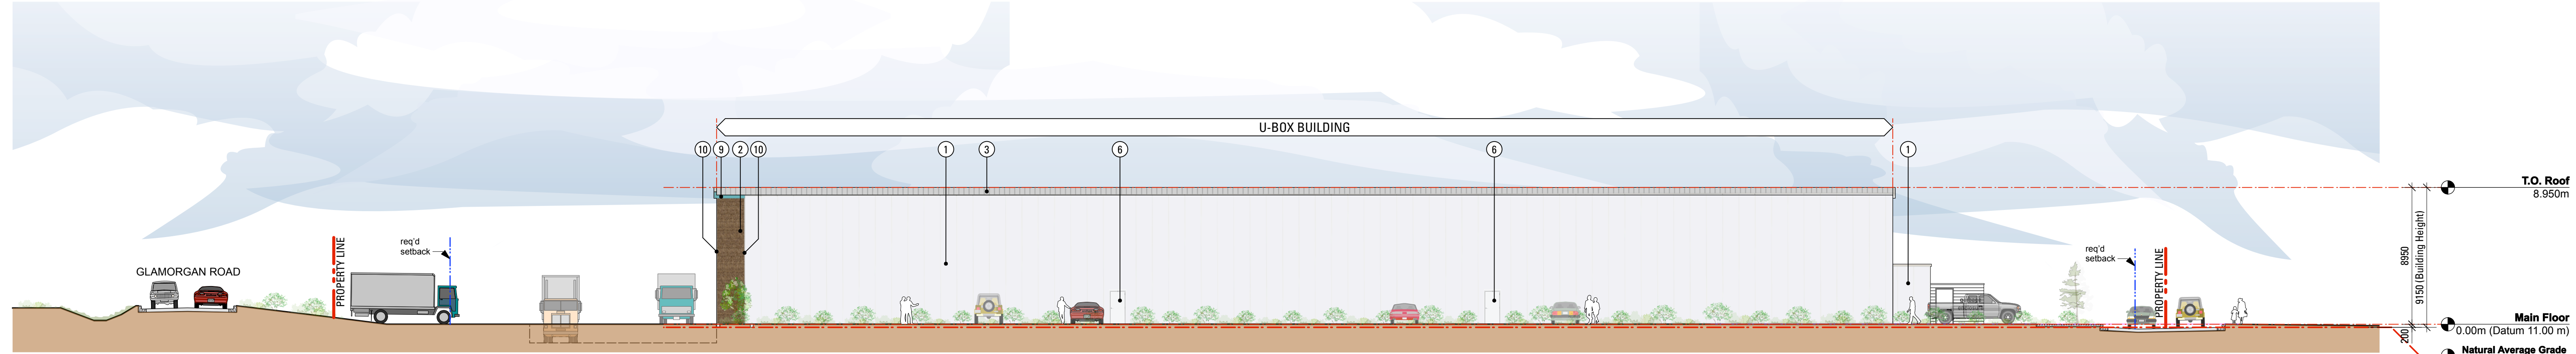 U-BOX BUILDING
10
9
2
10
1
3
6
6
1
T.O. Roof
8.950m
GLAMORGAN ROAD
PROPERTY LINE
req'd
setback
req'd
setback
PROPERTY LINE
8950
9150 (Building Height)
200
Main Floor
0.00m (Datum 11.00 m)
Natural Average Grade